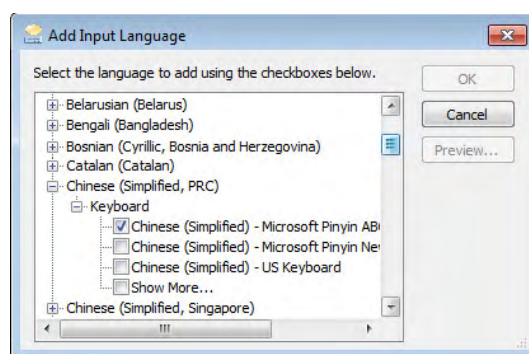 Add Input Language
Select the language to add using the checkboxes below.
OK
Cancel
Preview...
Belarusian (Belarus)
Bengali (Bangladesh)
Bosnian (Cyrillic, Bosnia and Herzegovina)
Catalan (Catalan)
Chinese (Simplified, PRC)
Keyboard
Chinese (Simplified) - Microsoft Pinyin AB
Chinese (Simplified) - Microsoft Pinyin Ne
Chinese (Simplified) - US Keyboard
Show More...
Chinese (Simplified, Singapore)